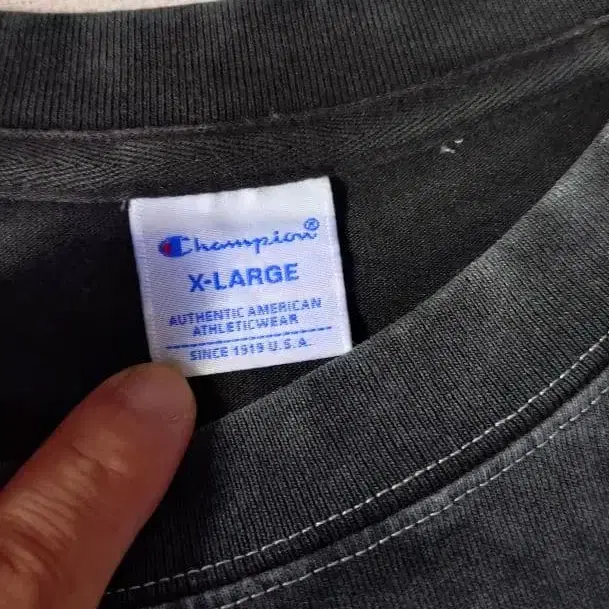 Champion®
X-LARGE
AUTHENTIC AMERICAN
ATHLETICWEAR
SINCE 1919 U.S.A.